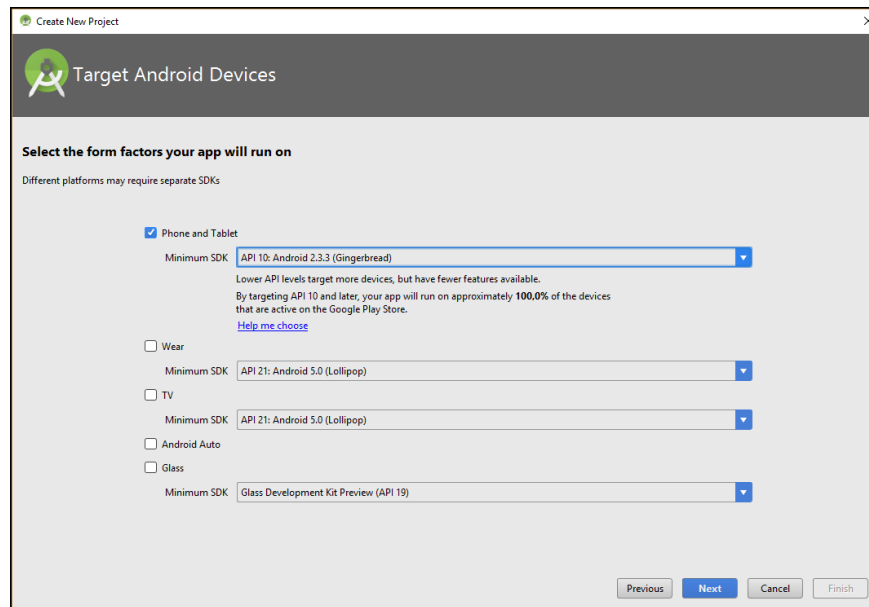 Create New Project
Target Android Devices
Select the form factors your app will run on
Different platforms may require separate SDKs
Phone and Tablet
Minimum SDK API 10: Android 2.3.3 (Gingerbread)
Lower API levels target more devices, but have fewer features available.
By targeting API 10 and later, your app will run on approximately 100,0% of the devices
that are active on the Google Play Store.
Help me choose
Wear
Minimum SDK API 21: Android 5.0 (Lollipop)
TV
Minimum SDK API 21: Android 5.0 (Lollipop)
Android Auto
Glass
Minimum SDK Glass Development Kit Preview (API 19)
Previous Next Cancel Finish